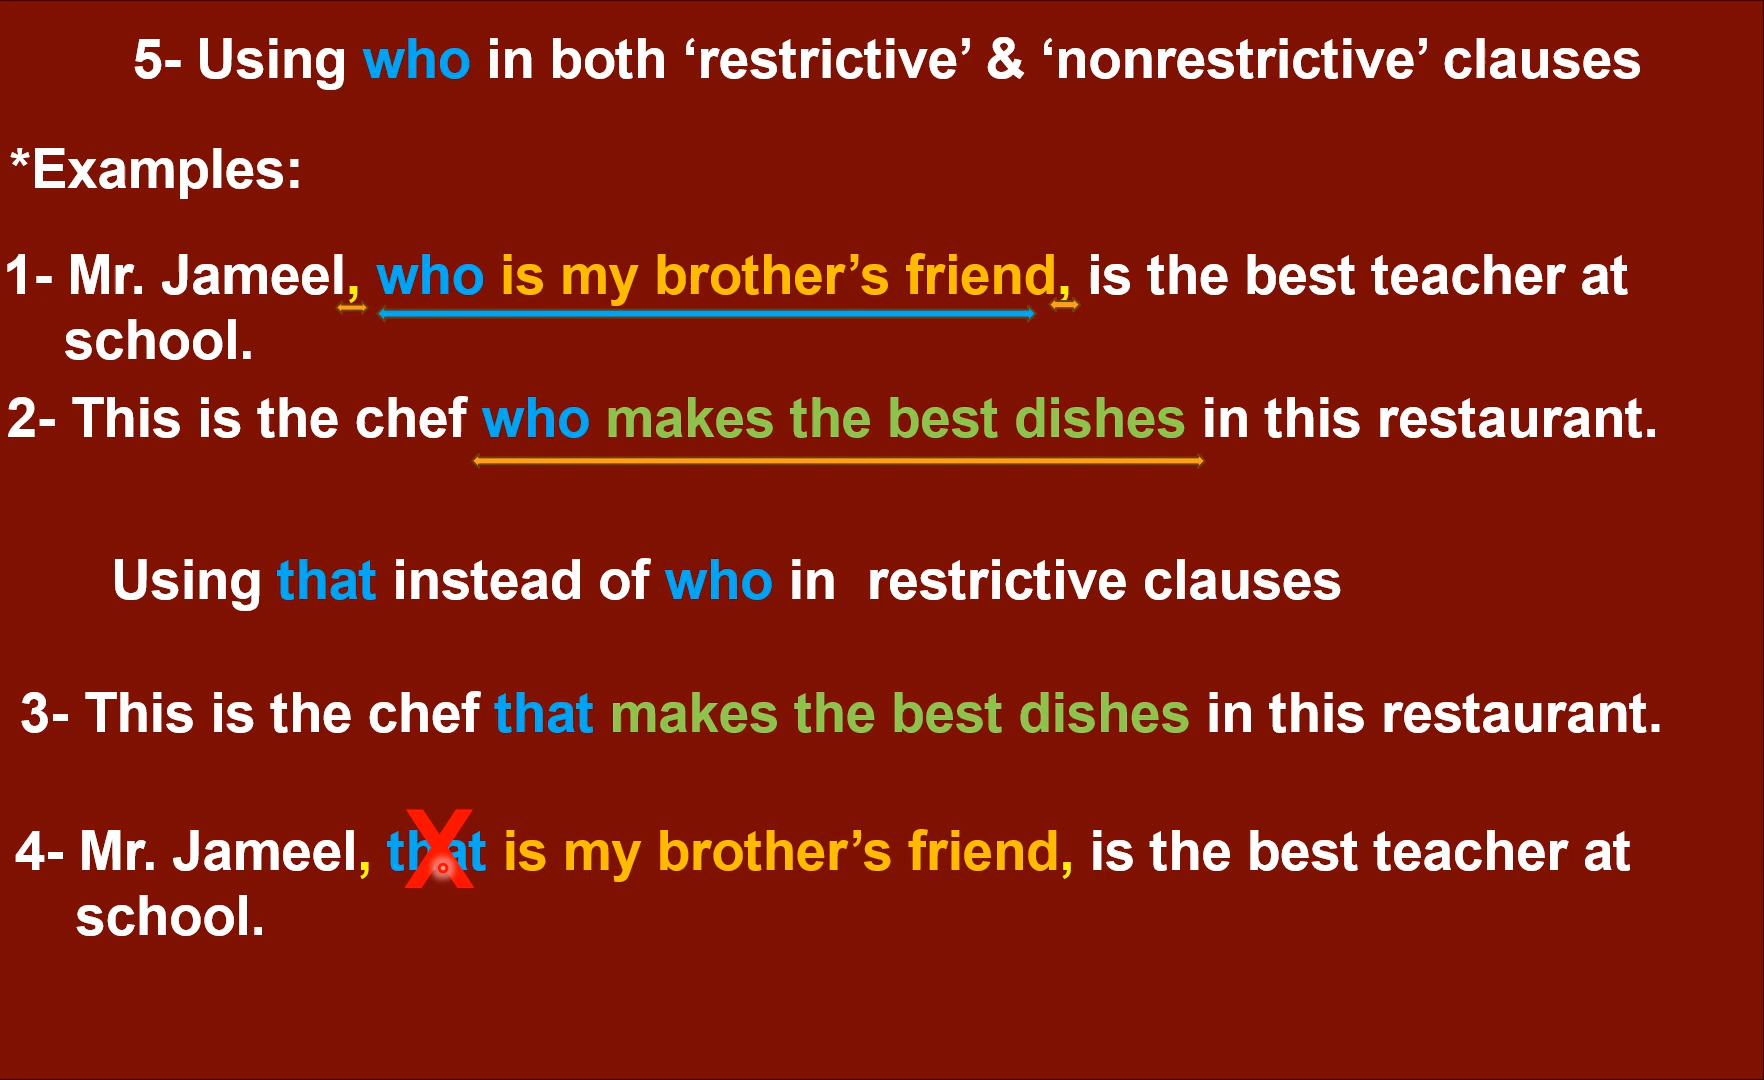 5- Using who in both ‘restrictive’ & ‘nonrestrictive’ clauses
*Examples:
1- Mr. Jameel, who is my brother’s friend, is the best teacher at
school.
2- This is the chef who makes the best dishes in this restaurant.
Using that instead of who in restrictive clauses
3- This is the chef that makes the best dishes in this restaurant.
4- Mr. Jameel, that is my brother’s friend, is the best teacher at
school.